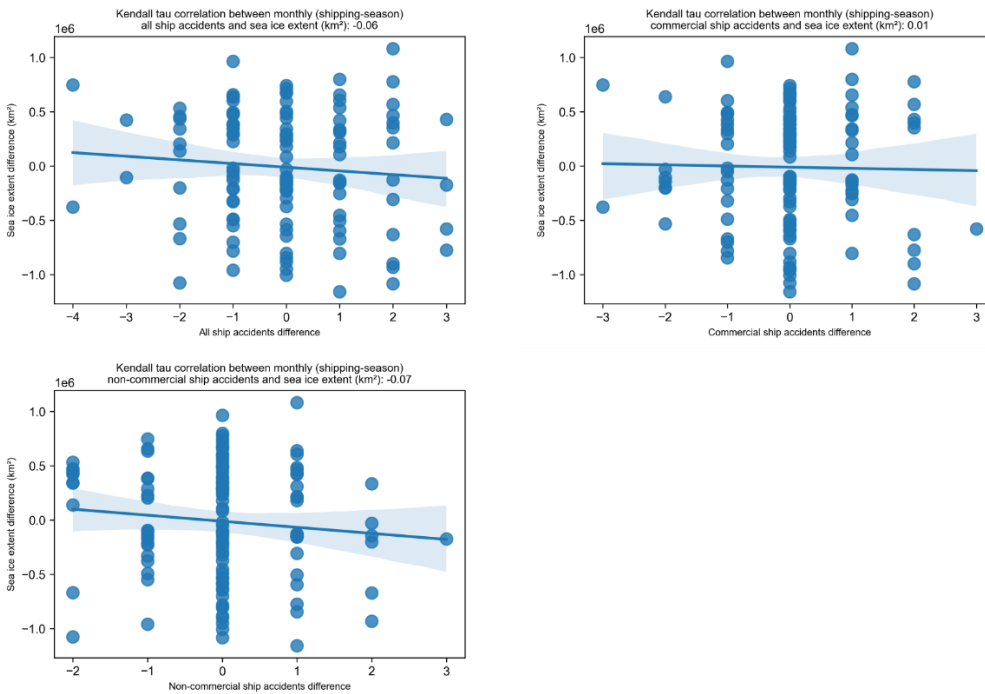 Kendall tau correlation between monthly (shipping-season)
all ship accidents and sea ice extent (km²): -0.06
1e6
1.0
0.5
0.0
−0.5
−1.0
Sea ice extent difference (km²)
−4 −3 −2 −1 0 1 2 3
All ship accidents difference
Kendall tau correlation between monthly (shipping-season)
commercial ship accidents and sea ice extent (km²): 0.01
1e6
1.0
0.5
0.0
−0.5
−1.0
Sea ice extent difference (km²)
−3 −2 −1 0 1 2 3
Commercial ship accidents difference
Kendall tau correlation between monthly (shipping-season)
non-commercial ship accidents and sea ice extent (km²): -0.07
1e6
1.0
0.5
0.0
−0.5
−1.0
Sea ice extent difference (km²)
−2 −1 0 1 2 3
Non-commercial ship accidents difference